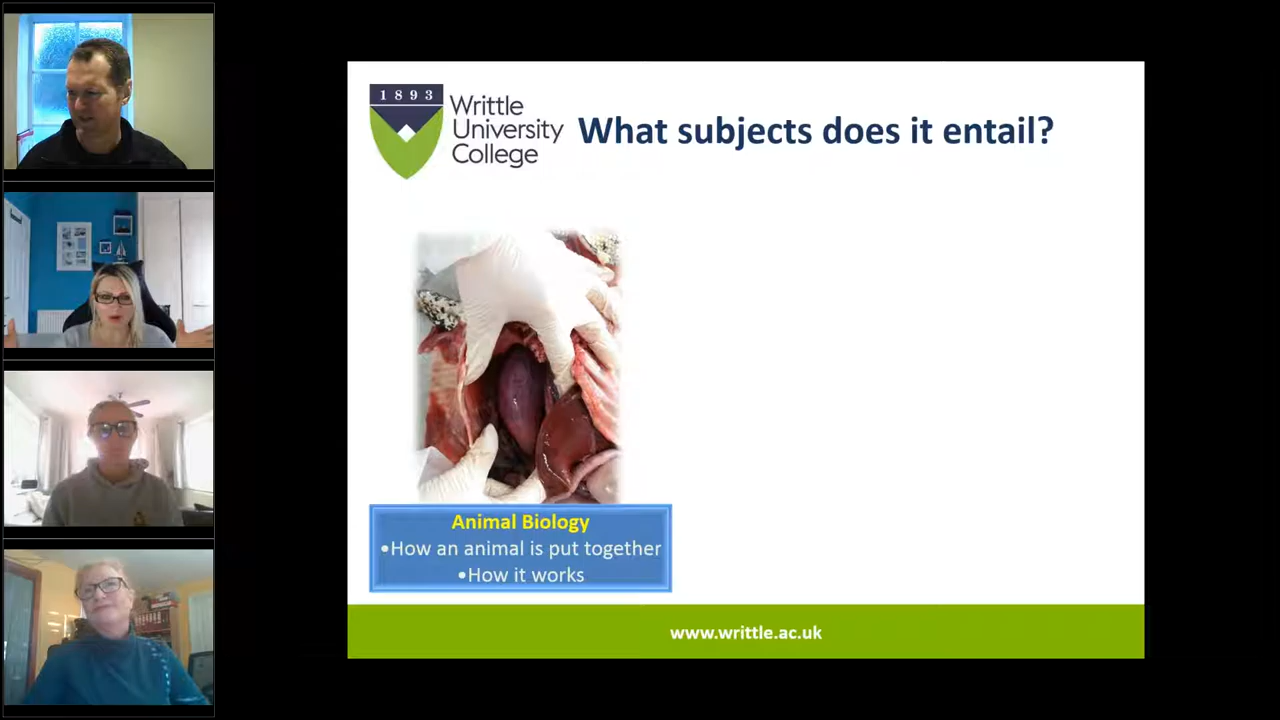 1893
Writtle
University
College
What subjects does it entail?
Animal Biology
•How an animal is put together
•How it works
www.writtle.ac.uk